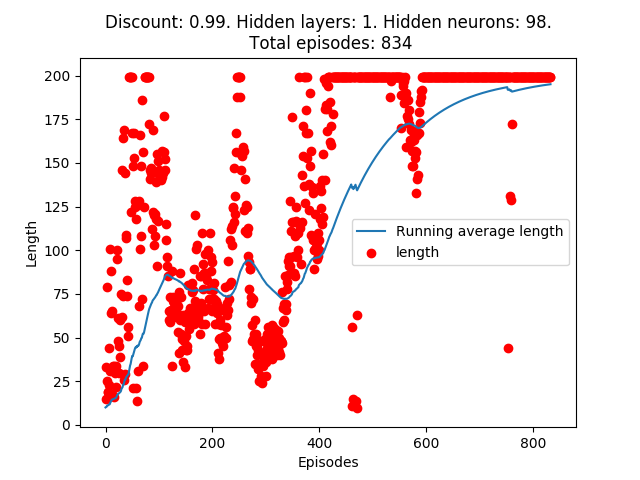 Discount: 0.99. Hidden layers: 1. Hidden neurons: 98.
Total episodes: 834
200
175
150
125
100
75
50
25
0
Length
Running average length
length
0 200 400 600 800
Episodes